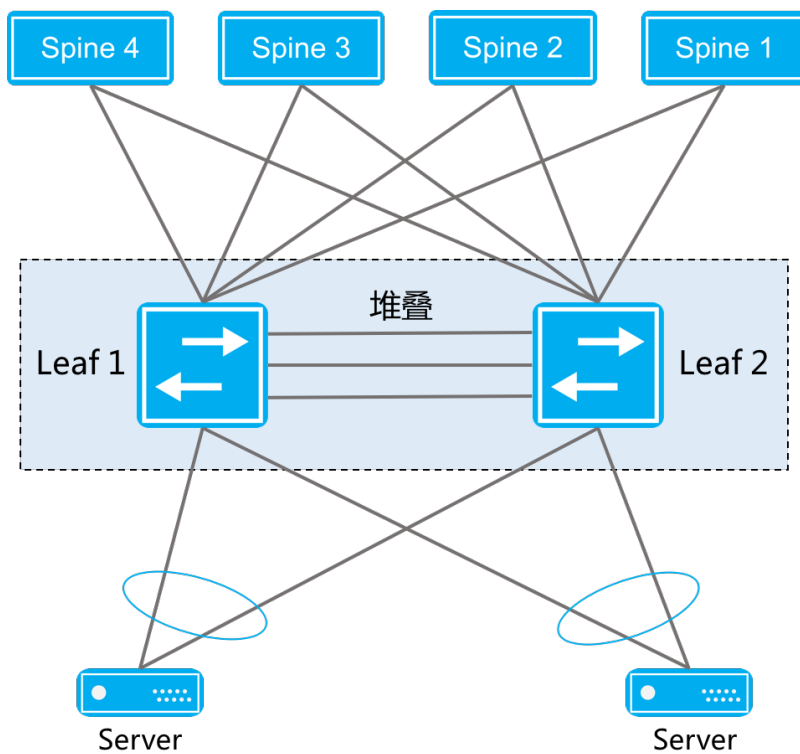 Spine 4
Spine 3
Spine 2
Spine 1
堆叠
Leaf 1
Leaf 2
Server
Server